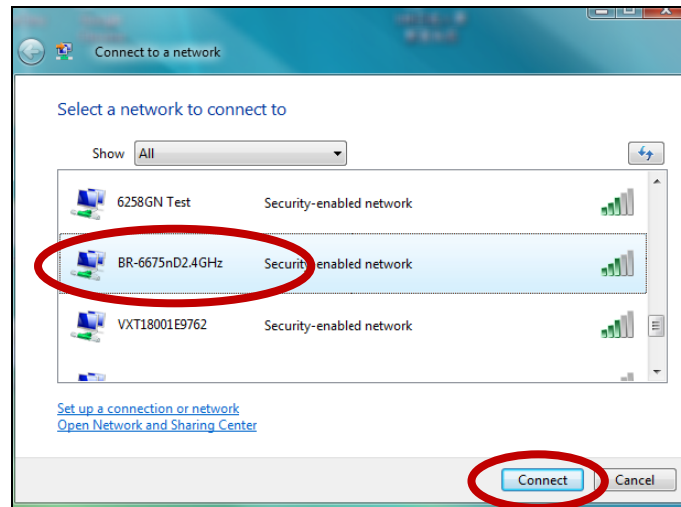 Connect to a network
Select a network to connect to
Show All
6258GN Test Security-enabled network
BR-6675nD2.4GHz Security-enabled network
VXT18001E9762 Security-enabled network
Set up a connection or network
Open Network and Sharing Center
Connect Cancel